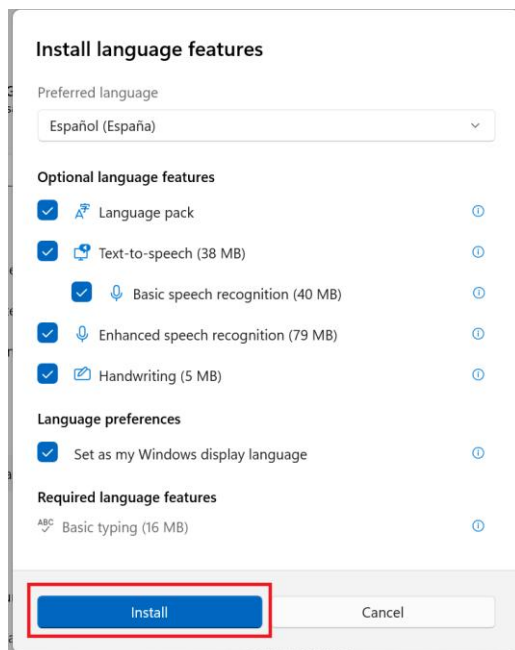 Install language features
Preferred language
Español (España)
Optional language features
Language pack
Text-to-speech (38 MB)
Basic speech recognition (40 MB)
Enhanced speech recognition (79 MB)
Handwriting (5 MB)
Language preferences
Set as my Windows display language
Required language features
ABC Basic typing (16 MB)
Install Cancel